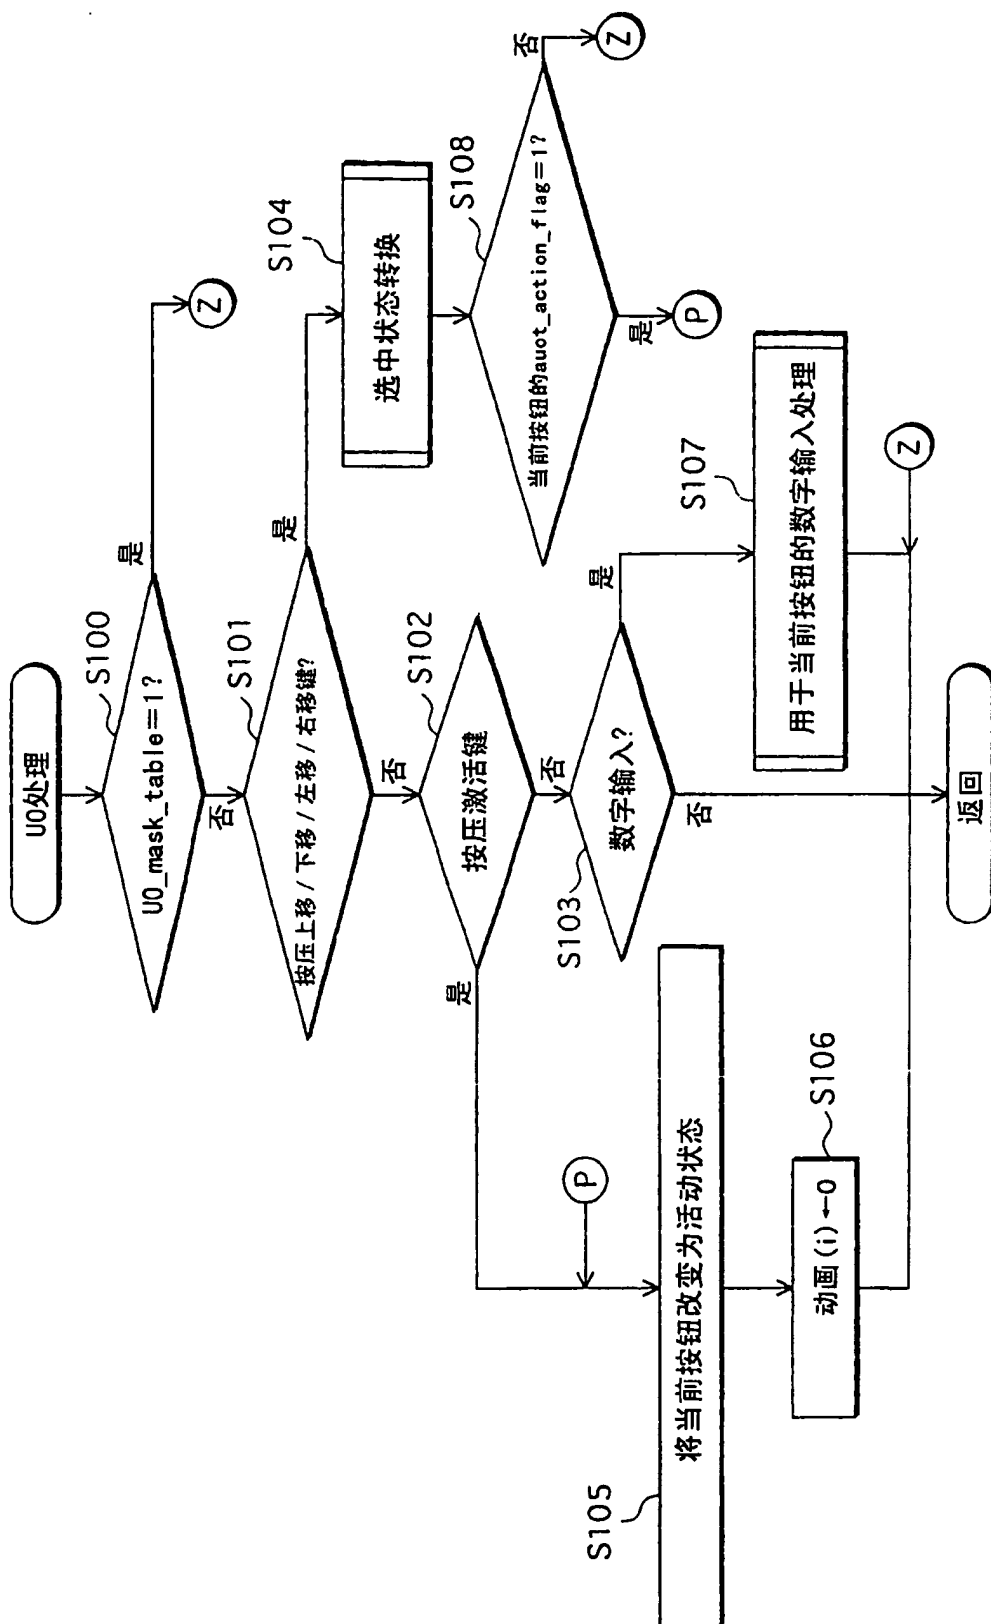 UO处理
S100
UO_mask_table=1?
是
Z
否
S101
按压上移/下移/左移/右移键?
是
S104
选中状态转换
S108
当前按钮的auot_action_flag=1?
否
Z
是
P
否
S102
按压激活键
是
否
S103
数字输入?
是
S107
用于当前按钮的数字输入处理
Z
否
P
S105
将当前按钮改变为活动状态
S106
动画(i)←0
返回